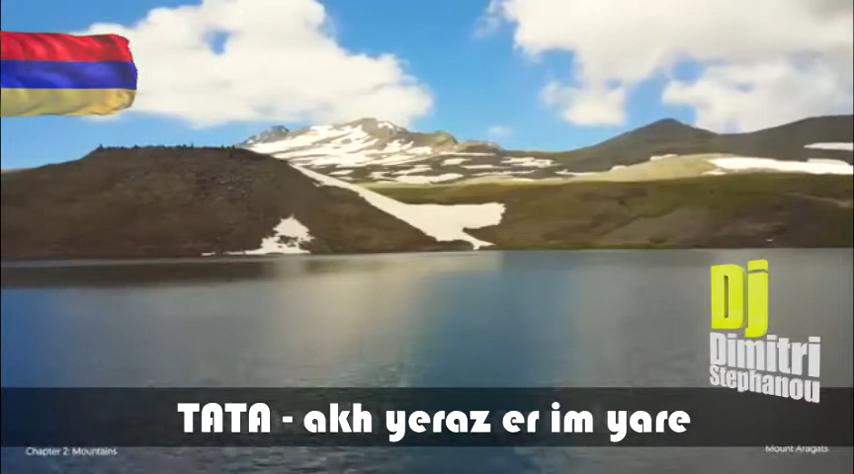 Dj
Dimitri
Stephanou
TATA - akh yeraz er im yare
Chapter 2: Mountains
Mount Aragats